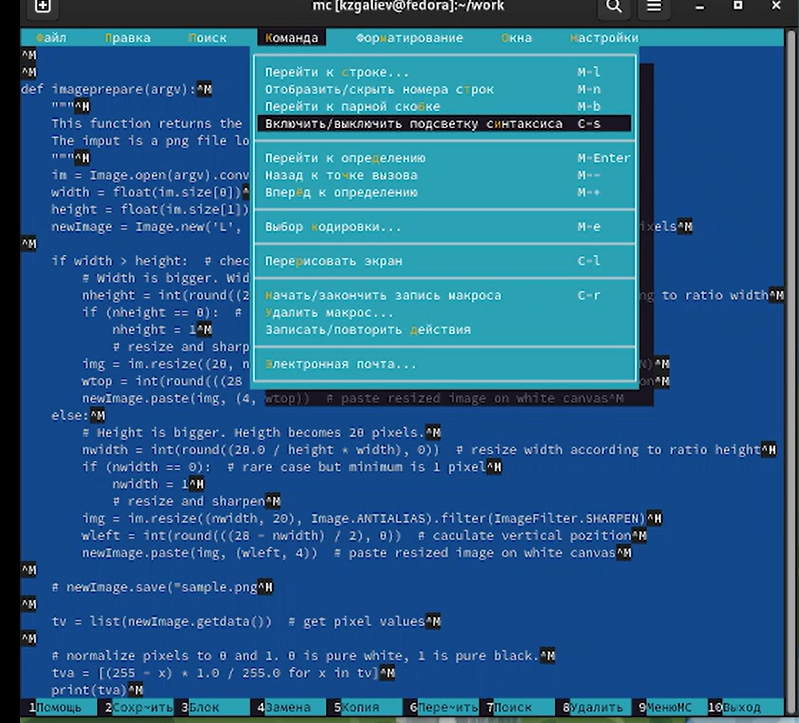 mc [kzgaliev@fedora]:~/work
Файл Правка Поиск Команда Форматирование Окна Настройки
^M
^M
def imageprepare(argv):^M
"""^M
This function returns the
The imput is a png file lo
"""^M
im = Image.open(argv).conv
width = float(im.size[0])^
height = float(im.size[1])
newImage = Image.new('L', ixels^M
^M
if width > height: # chec
# Width is bigger. Wid
nheight = int(round((2 ng to ratio width^M
if (nheight == 0): #
nheight = 1^M
# resize and sharp
img = im.resize((20, n N)^M
wtop = int(round(((28 on^M
newImage.paste(img, (4, wtop)) # paste resized image on white canvas^M
else:^M
# Height is bigger. Heigth becomes 20 pixels.^M
nwidth = int(round((20.0 / height * width), 0)) # resize width according to ratio height^M
if (nwidth == 0): # rare case but minimum is 1 pixel^M
nwidth = 1^M
# resize and sharpen^M
img = im.resize((nwidth, 20), Image.ANTIALIAS).filter(ImageFilter.SHARPEN)^M
wleft = int(round(((28 - nwidth) / 2), 0)) # caculate vertical pozition^M
newImage.paste(img, (wleft, 4)) # paste resized image on white canvas^M
^M
# newImage.save("sample.png^M
^M
tv = list(newImage.getdata()) # get pixel values^M
^M
# normalize pixels to 0 and 1. 0 is pure white, 1 is pure black.^M
tva = [(255 - x) * 1.0 / 255.0 for x in tv]^M
print(tva)^M
Перейти к строке... M-l
Отобразить/скрыть номера строк M-n
Перейти к парной скобке M-b
Включить/выключить подсветку синтаксиса C-s
Перейти к определению M-Enter
Назад к точке вызова M--
Вперёд к определению M-+
Выбор кодировки... M-e
Перерисовать экран C-l
Начать/закончить запись макроса C-r
Удалить макрос...
Записать/повторить действия
Электронная почта...
1Помощь 2Сохр~ить 3Блок 4Замена 5Копия 6Пере~ить 7Поиск 8Удалить 9МенюMC 10Выход